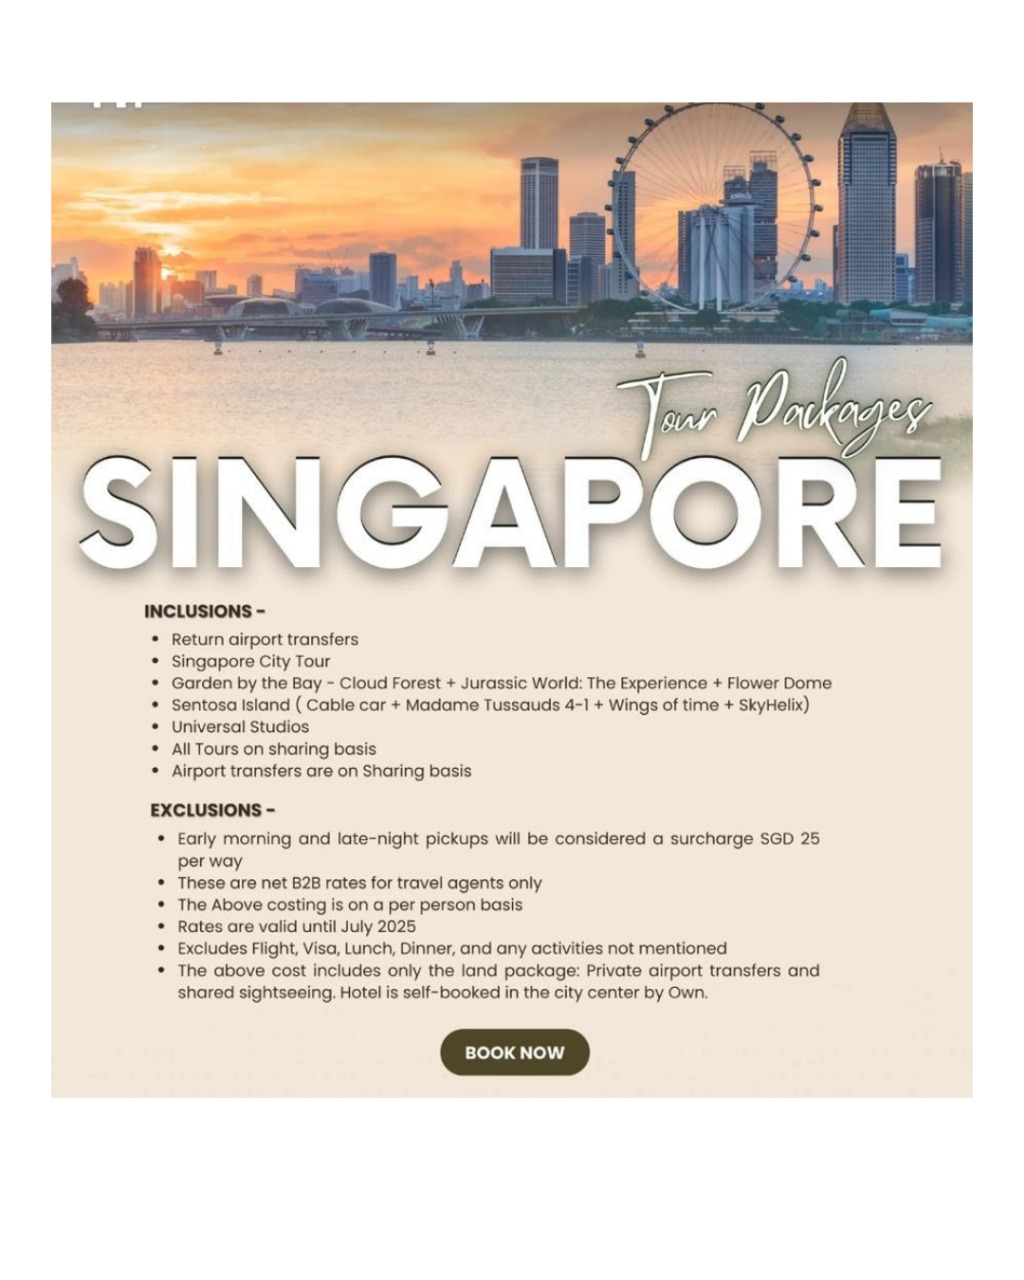 Tour Packages
SINGAPORE
INCLUSIONS -
• Return airport transfers
• Singapore City Tour
• Garden by the Bay - Cloud Forest + Jurassic World: The Experience + Flower Dome
• Sentosa Island ( Cable car + Madame Tussauds 4-1 + Wings of time + SkyHelix)
• Universal Studios
• All Tours on sharing basis
• Airport transfers are on Sharing basis
EXCLUSIONS -
• Early morning and late-night pickups will be considered a surcharge SGD 25
per way
• These are net B2B rates for travel agents only
• The Above costing is on a per person basis
• Rates are valid until July 2025
• Excludes Flight, Visa, Lunch, Dinner, and any activities not mentioned
• The above cost includes only the land package: Private airport transfers and
shared sightseeing. Hotel is self-booked in the city center by Own.
BOOK NOW